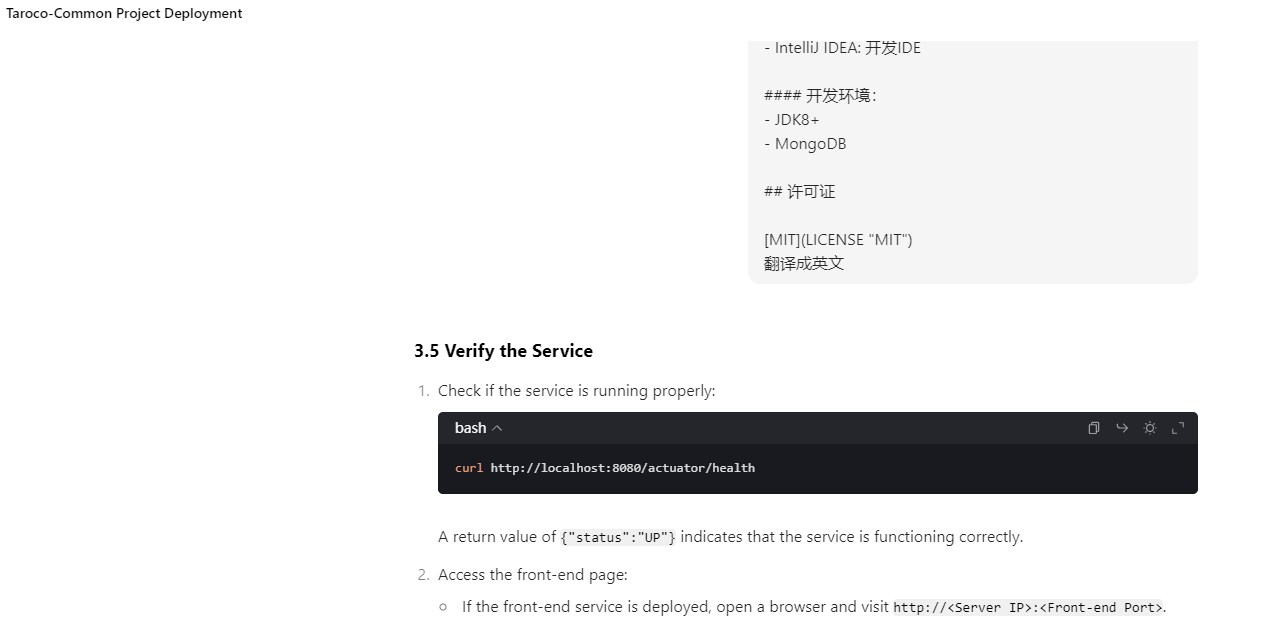 Taroco-Common Project Deployment
- IntelliJ IDEA: 开发IDE
#### 开发环境：
- JDK8+
- MongoDB
## 许可证
[MIT](LICENSE "MIT")
翻译成英文
3.5 Verify the Service
1. Check if the service is running properly:
bash
curl http://localhost:8080/actuator/health
A return value of {"status":"UP"} indicates that the service is functioning correctly.
2. Access the front-end page:
If the front-end service is deployed, open a browser and visit http://<Server IP>:<Front-end Port>.